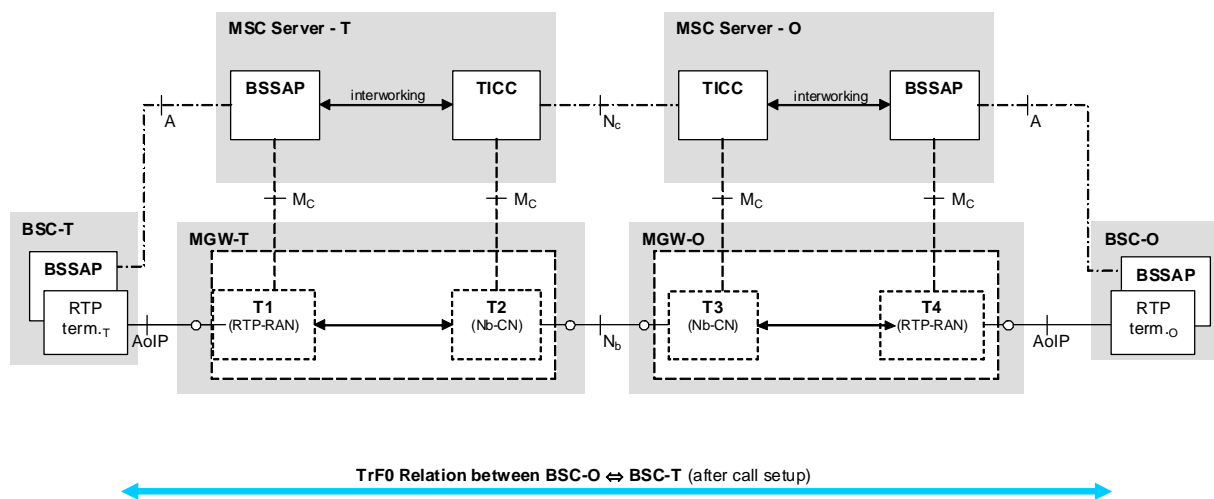 MSC Server - T
MSC Server - O
BSSAP
interworking
TICC
TICC
interworking
BSSAP
A
Nc
A
MC
MC
MC
MC
BSC-T
MGW-T
MGW-O
BSC-O
BSSAP
BSSAP
RTP
term.T
T1
(RTP-RAN)
T2
(Nb-CN)
T3
(Nb-CN)
T4
(RTP-RAN)
RTP
term.O
AoIP
Nb
AoIP
TrF0 Relation between BSC-O ⇔ BSC-T (after call setup)